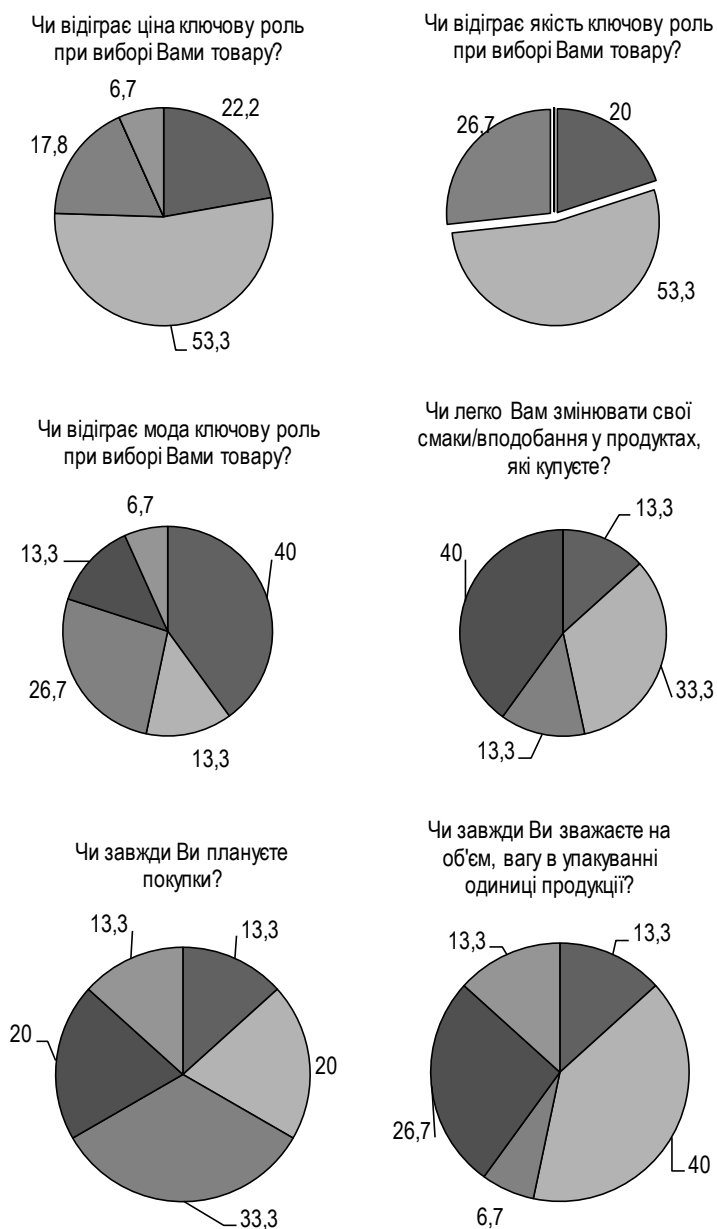 Чи відіграє ціна ключову роль
при виборі Вами товару?
6,7
22,2
17,8
53,3
Чи відіграє якість ключову роль
при виборі Вами товару?
26,7
20
53,3
Чи відіграє мода ключову роль
при виборі Вами товару?
6,7
13,3
40
26,7
13,3
Чи легко Вам змінювати свої
смаки/вподобання у продуктах,
які купуєте?
13,3
40
33,3
13,3
Чи завжди Ви плануєте
покупки?
13,3
13,3
20
20
33,3
Чи завжди Ви зважаєте на
об'єм, вагу в упакуванні
одиниці продукції?
13,3
13,3
26,7
40
6,7